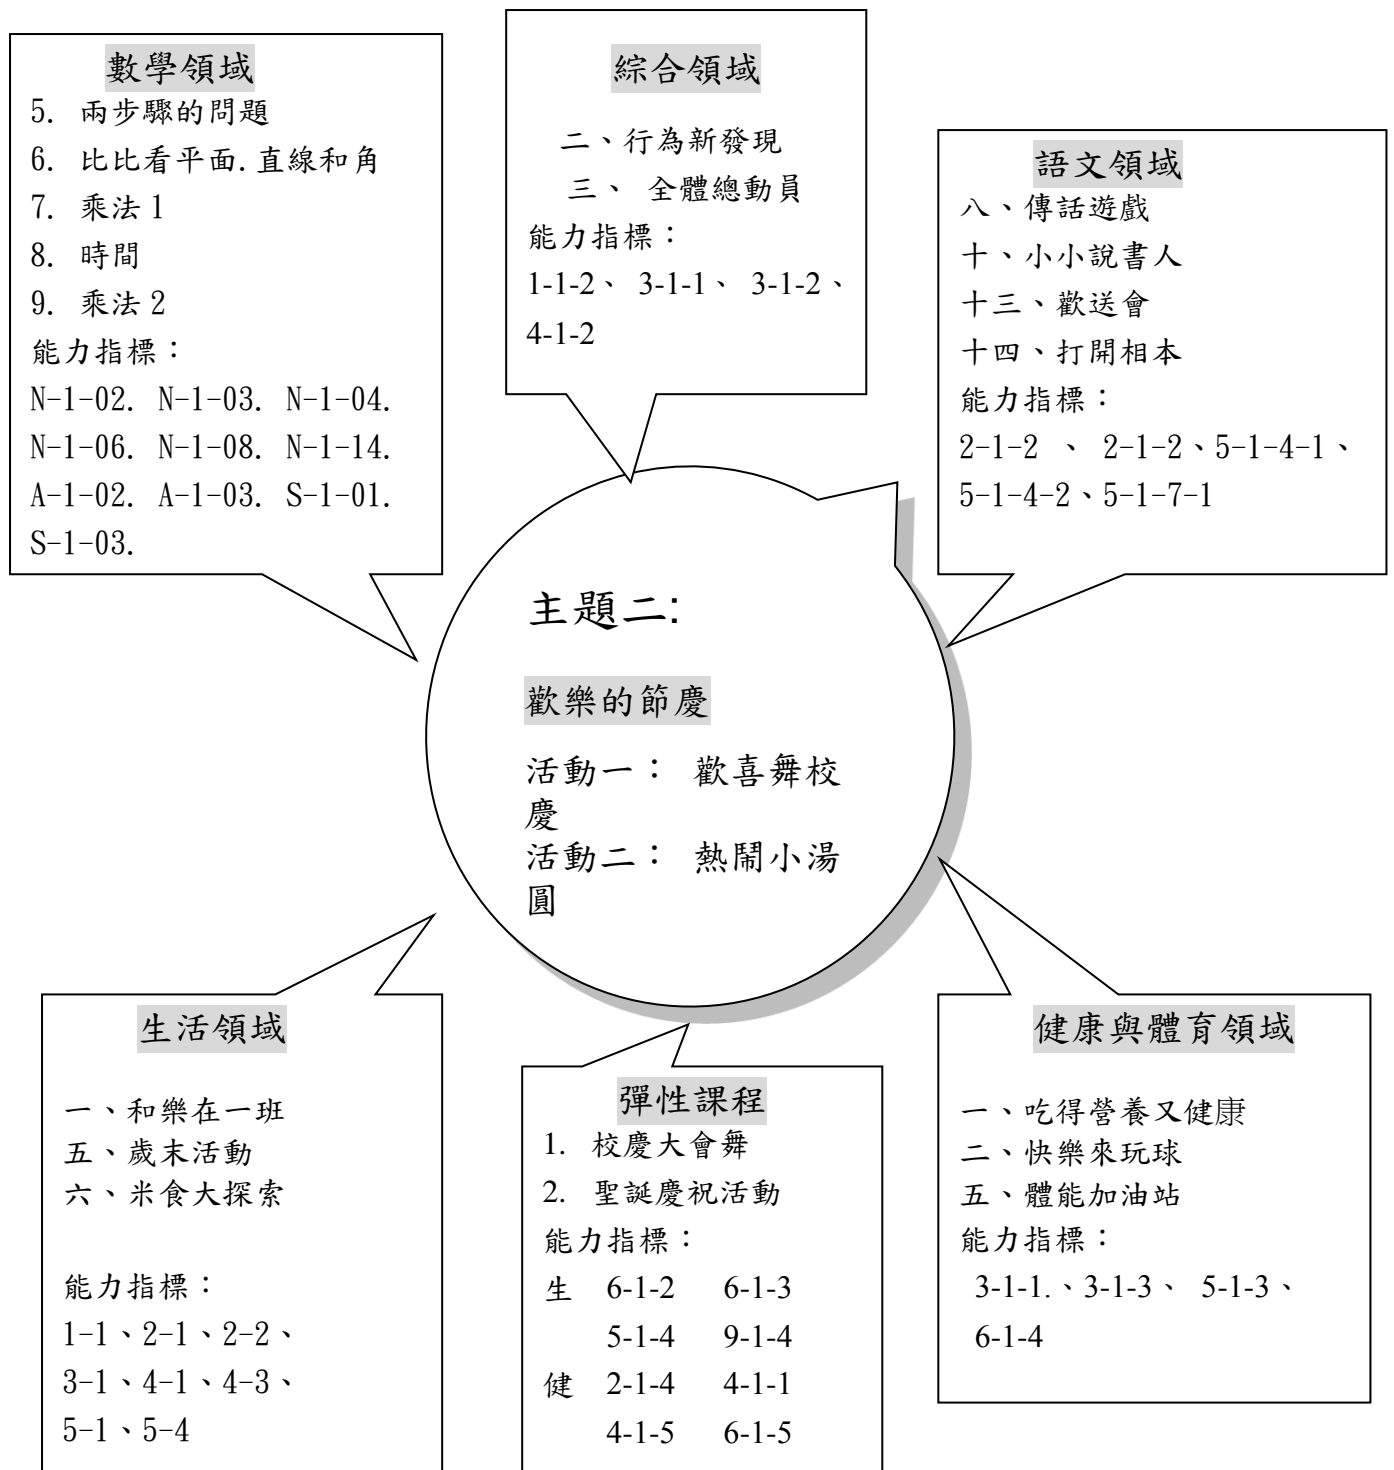 數學領域
5. 兩步驟的問題
6. 比比看平面.直線和角
7. 乘法 1
8. 時間
9. 乘法 2
能力指標：
N-1-02. N-1-03. N-1-04.
N-1-06. N-1-08. N-1-14.
A-1-02. A-1-03. S-1-01.
S-1-03.
綜合領域
二、行為新發現
三、 全體總動員
能力指標：
1-1-2、 3-1-1、 3-1-2、
4-1-2
語文領域
八、傳話遊戲
十、小小說書人
十三、歡送會
十四、打開相本
能力指標：
2-1-2 、 2-1-2、5-1-4-1、
5-1-4-2、5-1-7-1
主題二:
歡樂的節慶
活動一： 歡喜舞校
慶
活動二： 熱鬧小湯
圓
生活領域
一、和樂在一班
五、歲末活動
六、米食大探索
能力指標：
1-1、2-1、2-2、
3-1、4-1、4-3、
5-1、5-4
彈性課程
1. 校慶大會舞
2. 聖誕慶祝活動
能力指標：
生 6-1-2 6-1-3
5-1-4 9-1-4
健 2-1-4 4-1-1
4-1-5 6-1-5
健康與體育領域
一、吃得營養又健康
二、快樂來玩球
五、體能加油站
能力指標：
3-1-1.、3-1-3、 5-1-3、
6-1-4